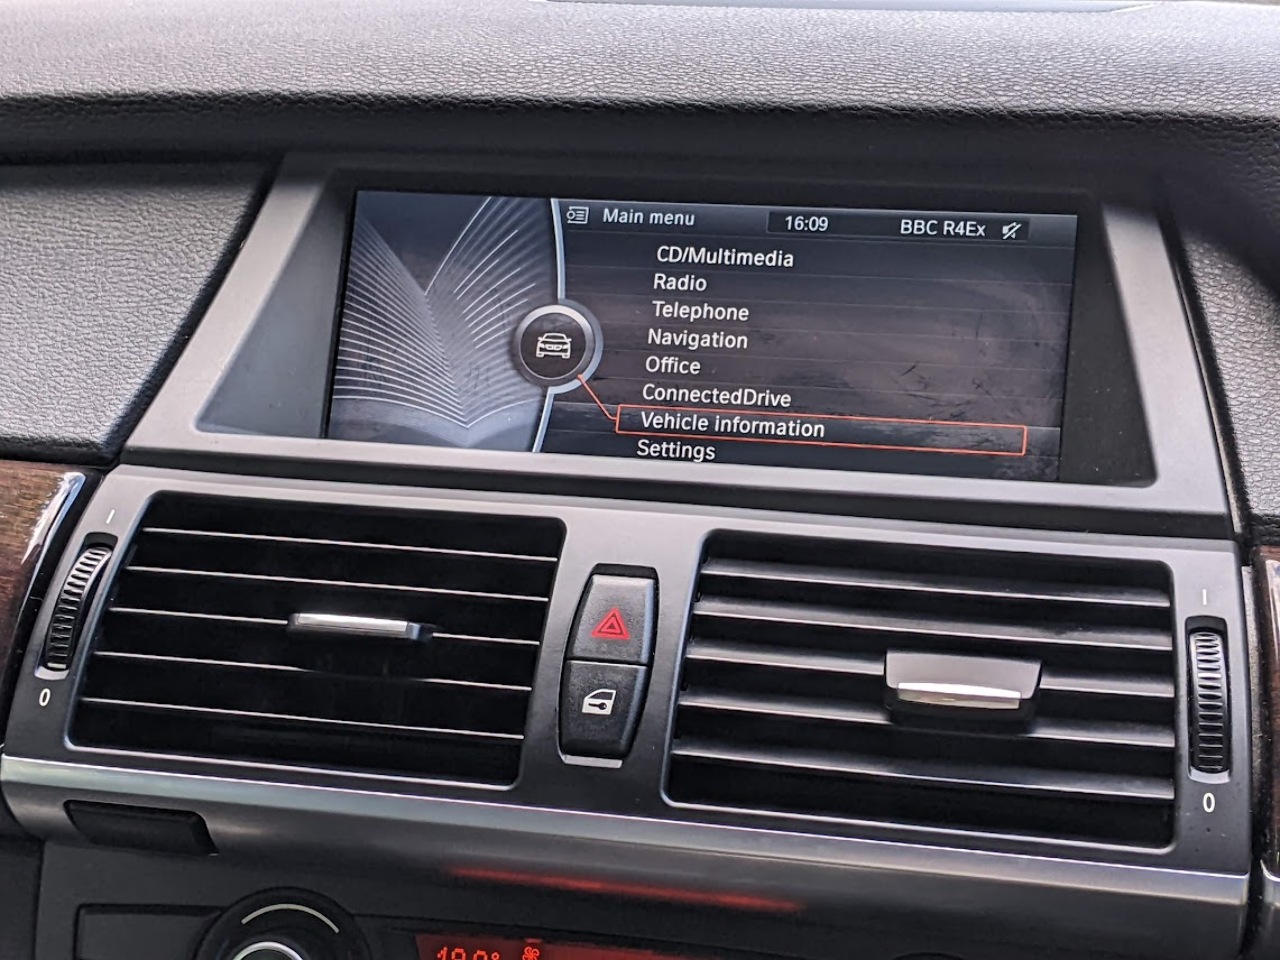 Main menu 16:09 BBC R4Ex
CD/Multimedia
Radio
Telephone
Navigation
Office
ConnectedDrive
Vehicle information
Settings
0
0